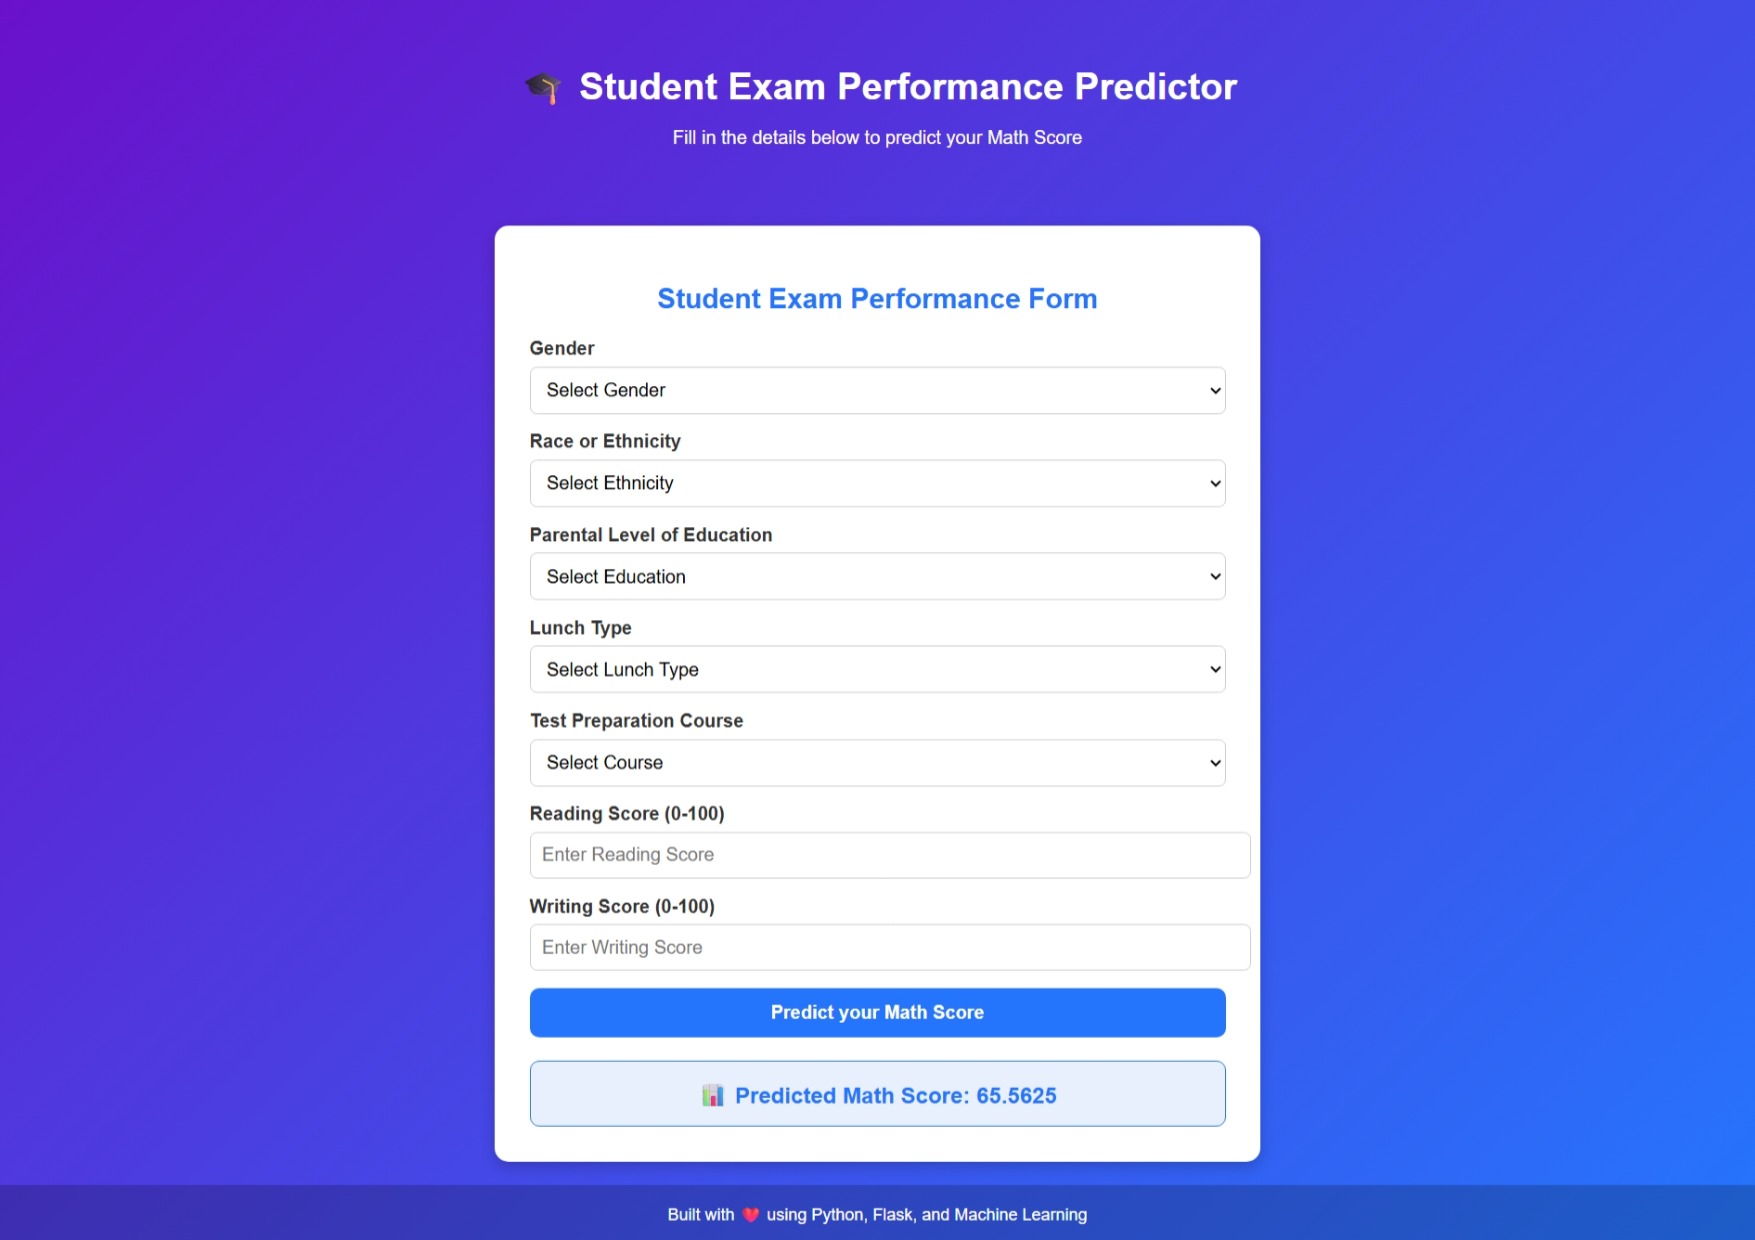 🎓 Student Exam Performance Predictor
Fill in the details below to predict your Math Score
Student Exam Performance Form
Gender
Select Gender
Race or Ethnicity
Select Ethnicity
Parental Level of Education
Select Education
Lunch Type
Select Lunch Type
Test Preparation Course
Select Course
Reading Score (0-100)
Enter Reading Score
Writing Score (0-100)
Enter Writing Score
Predict your Math Score
📊 Predicted Math Score: 65.5625
Built with ❤️ using Python, Flask, and Machine Learning